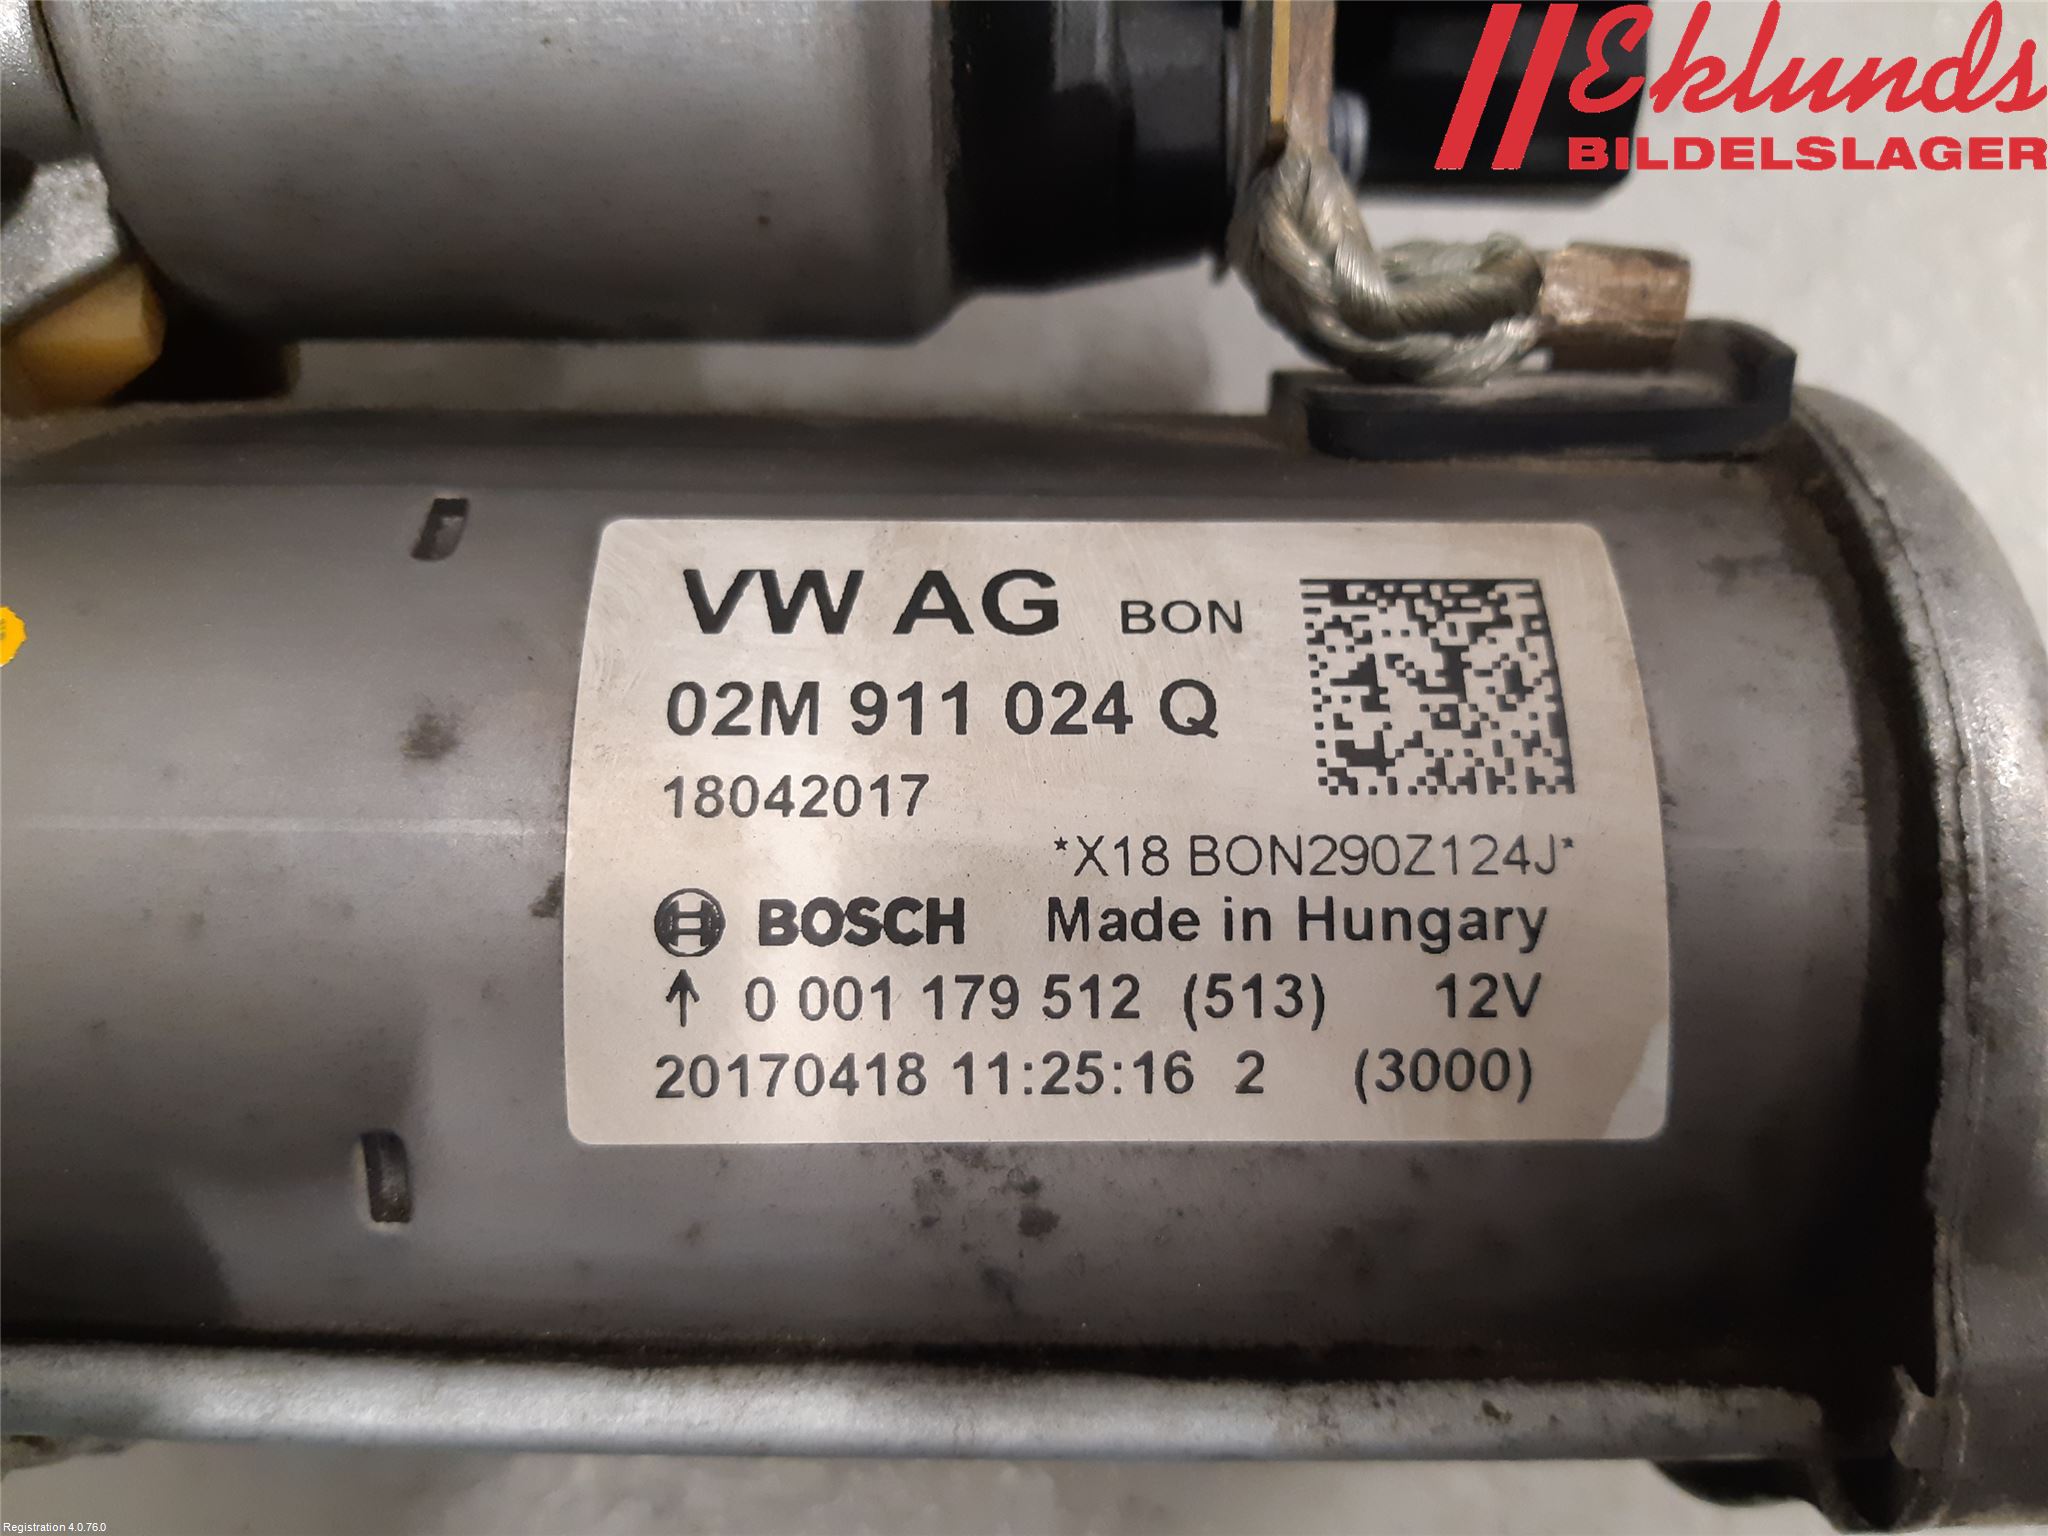 Eklunds
BILDELSLAGER
VW AG BON
02M 911 024 Q
18042017
*X18 BON290Z124J*
BOSCH Made in Hungary
↑ 0 001 179 512 (513) 12V
20170418 11:25:16 2 (3000)
Registration 4.0.76.0